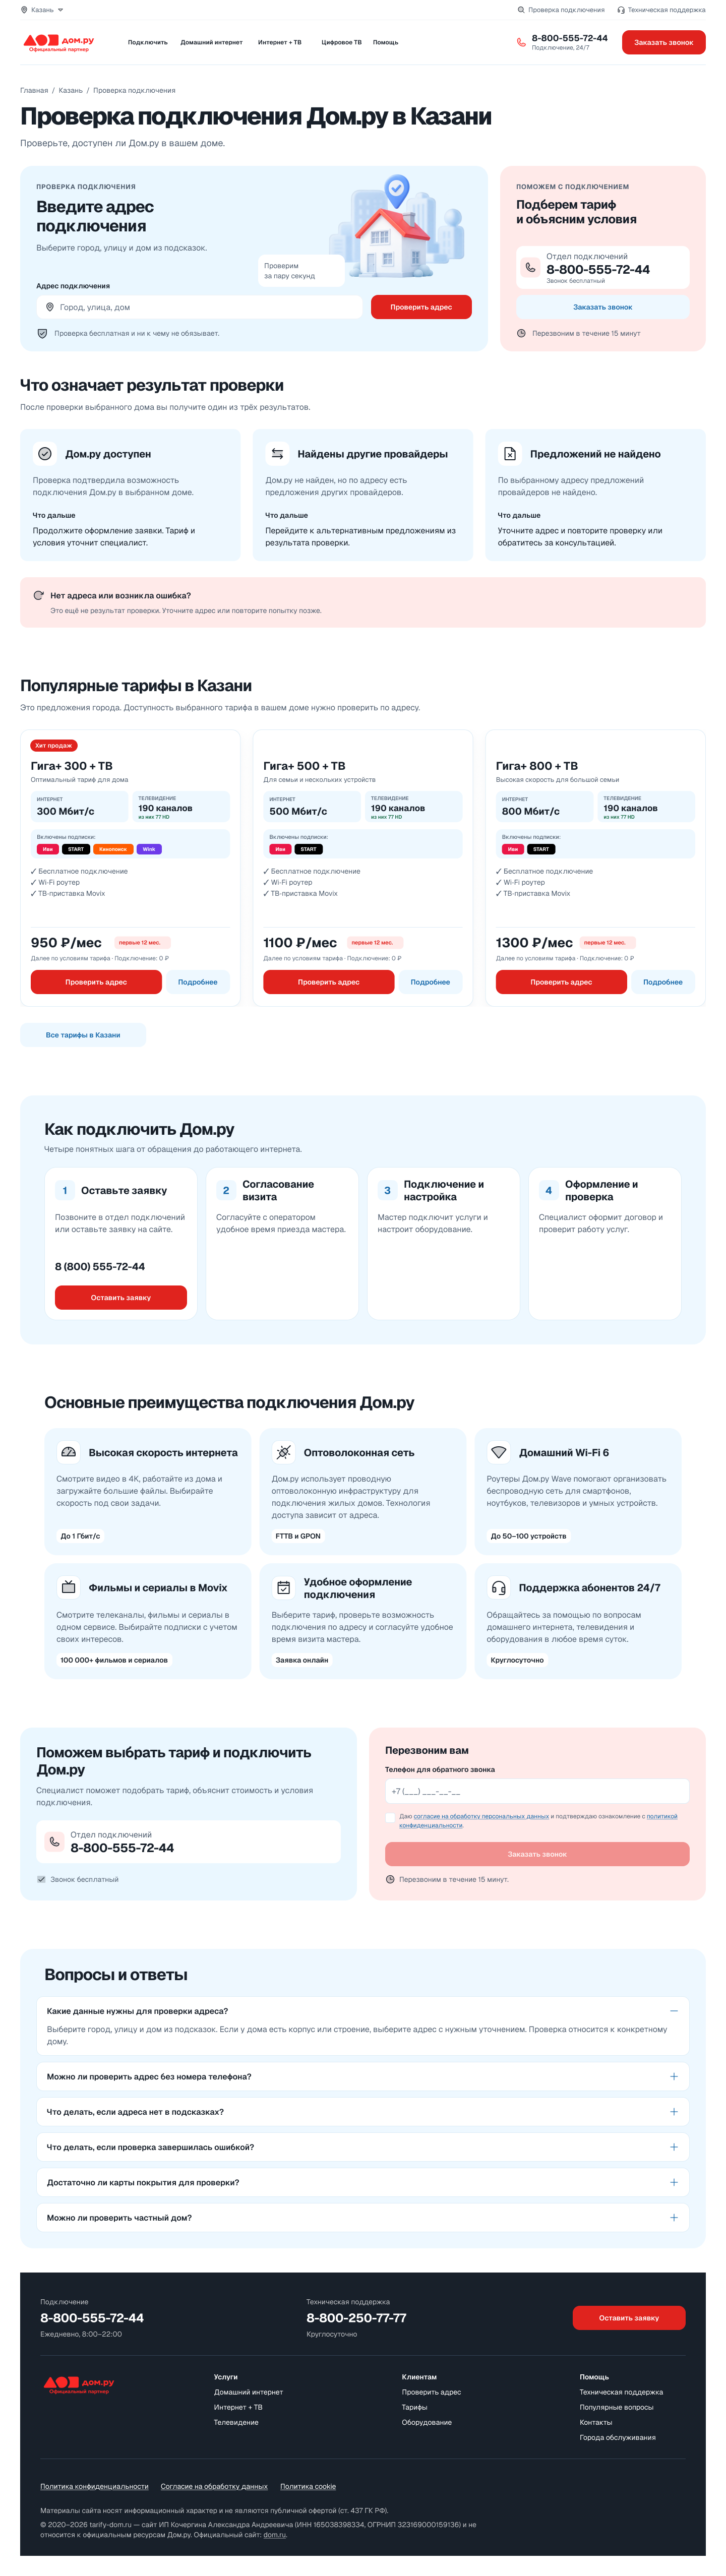 Казань
Проверка подключения
Техническая поддержка
дом.ру
Официальный партнер
Подключить
Домашний интернет
Интернет + ТВ
Цифровое ТВ
Помощь
8-800-555-72-44
Подключение, 24/7
Заказать звонок
Главная / Казань / Проверка подключения
Проверка подключения Дом.ру в Казани
Проверьте, доступен ли Дом.ру в вашем доме.
ПРОВЕРКА ПОДКЛЮЧЕНИЯ
Введите адрес
подключения
Выберите город, улицу и дом из подсказок.
Проверим
за пару секунд
Адрес подключения
Город, улица, дом
Проверить адрес
Проверка бесплатная и ни к чему не обязывает.
ПОМОЖЕМ С ПОДКЛЮЧЕНИЕМ
Подберем тариф
и объясним условия
Отдел подключений
8-800-555-72-44
Звонок бесплатный
Заказать звонок
Перезвоним в течение 15 минут
Что означает результат проверки
После проверки выбранного дома вы получите один из трёх результатов.
Дом.ру доступен
Проверка подтвердила возможность
подключения Дом.ру в выбранном доме.
Что дальше
Продолжите оформление заявки. Тариф и
условия уточнит специалист.
Найдены другие провайдеры
Дом.ру не найден, но по адресу есть
предложения других провайдеров.
Что дальше
Перейдите к альтернативным предложениям из
результата проверки.
Предложений не найдено
По выбранному адресу предложений
провайдеров не найдено.
Что дальше
Уточните адрес и повторите проверку или
обратитесь за консультацией.
Нет адреса или возникла ошибка?
Это ещё не результат проверки. Уточните адрес или повторите попытку позже.
Популярные тарифы в Казани
Это предложения города. Доступность выбранного тарифа в вашем доме нужно проверить по адресу.
Хит продаж
Гига+ 300 + ТВ
Оптимальный тариф для дома
ИНТЕРНЕТ
300 Мбит/с
ТЕЛЕВИДЕНИЕ
190 каналов
из них 77 HD
Включены подписки:
Иви START Кинопоиск Wink
✓ Бесплатное подключение
✓ Wi-Fi роутер
✓ ТВ-приставка Movix
950 ₽/мес
первые 12 мес.
Далее по условиям тарифа · Подключение: 0 ₽
Проверить адрес
Подробнее
Гига+ 500 + ТВ
Для семьи и нескольких устройств
ИНТЕРНЕТ
500 Мбит/с
ТЕЛЕВИДЕНИЕ
190 каналов
из них 77 HD
Включены подписки:
Иви START
✓ Бесплатное подключение
✓ Wi-Fi роутер
✓ ТВ-приставка Movix
1100 ₽/мес
первые 12 мес.
Далее по условиям тарифа · Подключение: 0 ₽
Проверить адрес
Подробнее
Гига+ 800 + ТВ
Высокая скорость для большой семьи
ИНТЕРНЕТ
800 Мбит/с
ТЕЛЕВИДЕНИЕ
190 каналов
из них 77 HD
Включены подписки:
Иви START
✓ Бесплатное подключение
✓ Wi-Fi роутер
✓ ТВ-приставка Movix
1300 ₽/мес
первые 12 мес.
Далее по условиям тарифа · Подключение: 0 ₽
Проверить адрес
Подробнее
Все тарифы в Казани
Как подключить Дом.ру
Четыре понятных шага от обращения до работающего интернета.
1 Оставьте заявку
Позвоните в отдел подключений
или оставьте заявку на сайте.
8 (800) 555-72-44
Оставить заявку
2 Согласование
визита
Согласуйте с оператором
удобное время приезда мастера.
3 Подключение и
настройка
Мастер подключит услуги и
настроит оборудование.
4 Оформление и
проверка
Специалист оформит договор и
проверит работу услуг.
Основные преимущества подключения Дом.ру
Высокая скорость интернета
Смотрите видео в 4K, работайте из дома и
загружайте большие файлы. Выбирайте
скорость под свои задачи.
До 1 Гбит/с
Оптоволоконная сеть
Дом.ру использует проводную
оптоволоконную инфраструктуру для
подключения жилых домов. Технология
доступа зависит от адреса.
FTTB и GPON
Домашний Wi-Fi 6
Роутеры Дом.ру Wave помогают организовать
беспроводную сеть для смартфонов,
ноутбуков, телевизоров и умных устройств.
До 50–100 устройств
Фильмы и сериалы в Movix
Смотрите телеканалы, фильмы и сериалы в
одном сервисе. Выбирайте подписки с учетом
своих интересов.
100 000+ фильмов и сериалов
Удобное оформление
подключения
Выберите тариф, проверьте возможность
подключения по адресу и согласуйте удобное
время визита мастера.
Заявка онлайн
Поддержка абонентов 24/7
Обращайтесь за помощью по вопросам
домашнего интернета, телевидения и
оборудования в любое время суток.
Круглосуточно
Поможем выбрать тариф и подключить
Дом.ру
Специалист поможет подобрать тариф, объяснит стоимость и условия
подключения.
Отдел подключений
8-800-555-72-44
Звонок бесплатный
Перезвоним вам
Телефон для обратного звонка
+7 (___) ___-__-__
Даю согласие на обработку персональных данных и подтверждаю ознакомление с политикой
конфиденциальности.
Заказать звонок
Перезвоним в течение 15 минут.
Вопросы и ответы
Какие данные нужны для проверки адреса?
Выберите город, улицу и дом из подсказок. Если у дома есть корпус или строение, выберите адрес с нужным уточнением. Проверка относится к конкретному
дому.
Можно ли проверить адрес без номера телефона?
Что делать, если адреса нет в подсказках?
Что делать, если проверка завершилась ошибкой?
Достаточно ли карты покрытия для проверки?
Можно ли проверить частный дом?
Подключение
8-800-555-72-44
Ежедневно, 8:00–22:00
Техническая поддержка
8-800-250-77-77
Круглосуточно
Оставить заявку
дом.ру
Официальный партнер
Услуги
Домашний интернет
Интернет + ТВ
Телевидение
Клиентам
Проверить адрес
Тарифы
Оборудование
Помощь
Техническая поддержка
Популярные вопросы
Контакты
Города обслуживания
Политика конфиденциальности
Согласие на обработку данных
Политика cookie
Материалы сайта носят информационный характер и не являются публичной офертой (ст. 437 ГК РФ).
© 2020–2026 tarify-dom.ru — сайт ИП Кочергина Александра Андреевича (ИНН 165038398334, ОГРНИП 323169000159136) и не
относится к официальным ресурсам Дом.ру. Официальный сайт: dom.ru.